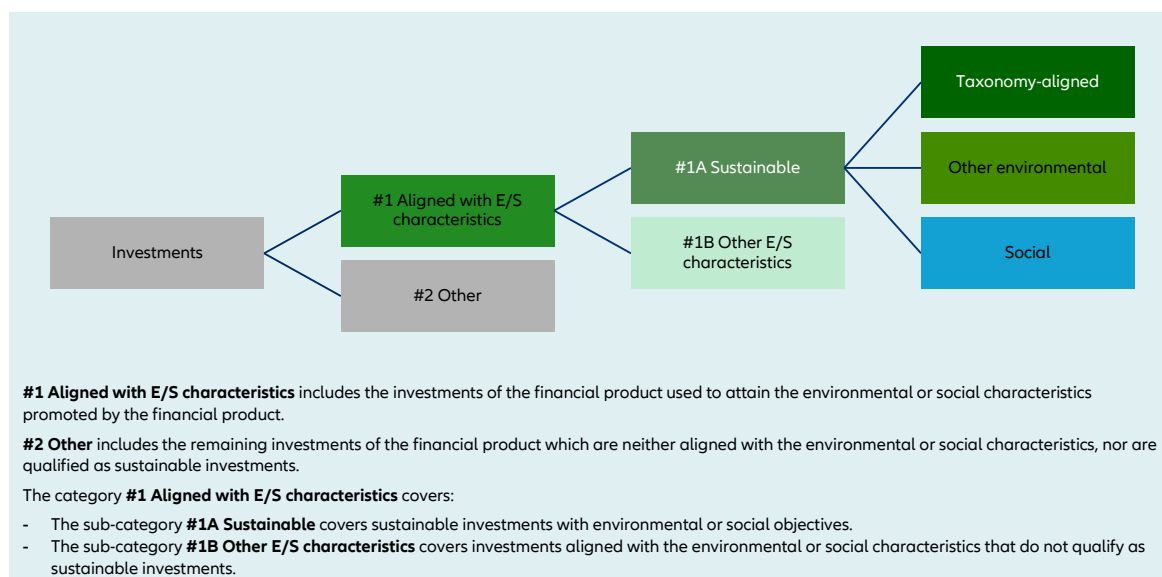 Taxonomy-aligned
#1A Sustainable
Other environmental
#1 Aligned with E/S
characteristics
#1B Other E/S
characteristics
Investments
Social
#2 Other
#1 Aligned with E/S characteristics includes the investments of the financial product used to attain the environmental or social characteristics
promoted by the financial product.
#2 Other includes the remaining investments of the financial product which are neither aligned with the environmental or social characteristics, nor are
qualified as sustainable investments.
The category #1 Aligned with E/S characteristics covers:
- The sub-category #1A Sustainable covers sustainable investments with environmental or social objectives.
- The sub-category #1B Other E/S characteristics covers investments aligned with the environmental or social characteristics that do not qualify as
sustainable investments.